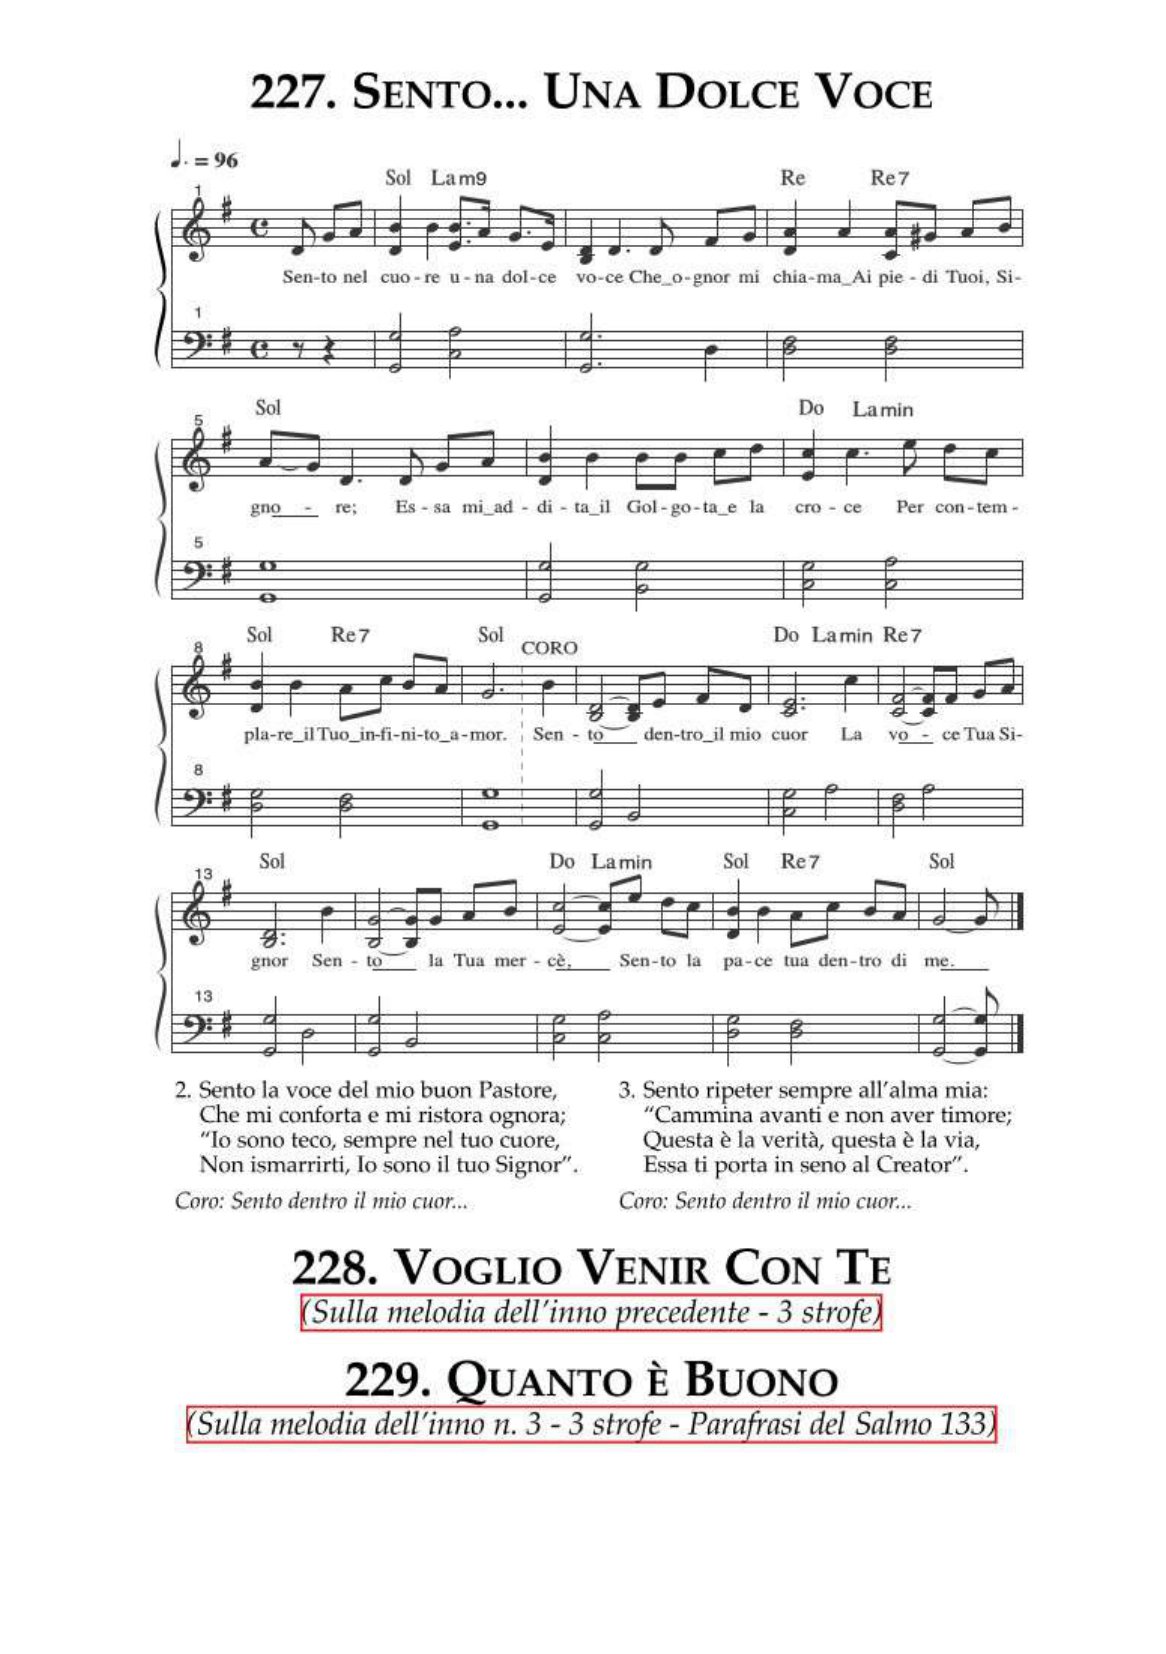 227. SENTO... UNA DOLCE VOCE
♩. = 96
Sol Lam9 Re Re7
1
Sen-to nel cuo-re u-na dol-ce vo-ce Che_o-gnor mi chia-ma_Ai pie-di Tuoi, Si-
1
Sol Do Lamin
5
gno - re; Es-sa mi_ad-di-ta_il Gol-go-ta_e la cro-ce Per con-tem-
5
Sol Re7 Sol CORO Do Lamin Re7
8
pla-re_il Tuo_in-fi-ni-to_a-mor. Sen - to den-tro_il mio cuor La vo - ce Tua Si-
8
Sol Do Lamin Sol Re7 Sol
13
gnor Sen - to la Tua mer - cè, Sen-to la pa-ce tua den-tro di me.
13
2. Sento la voce del mio buon Pastore,
Che mi conforta e mi ristora ognora;
“Io sono teco, sempre nel tuo cuore,
Non ismarrirti, Io sono il tuo Signor”.
Coro: Sento dentro il mio cuor...
3. Sento ripeter sempre all’alma mia:
“Cammina avanti e non aver timore;
Questa è la verità, questa è la via,
Essa ti porta in seno al Creator”.
Coro: Sento dentro il mio cuor...
228. VOGLIO VENIR CON TE
(Sulla melodia dell’inno precedente - 3 strofe)
229. QUANTO È BUONO
(Sulla melodia dell’inno n. 3 - 3 strofe - Parafrasi del Salmo 133)